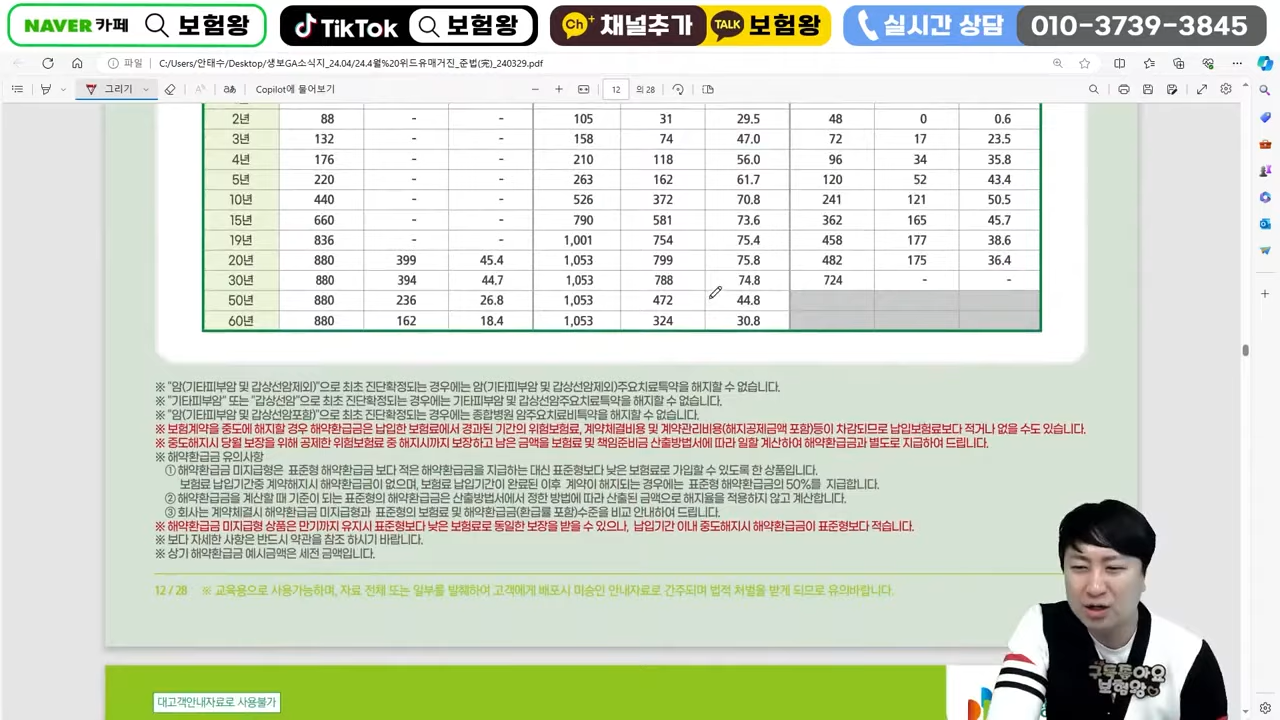 NAVER 카페 보험왕
TikTok 보험왕
Ch+ 채널추가 TALK 보험왕
실시간 상담 010-3739-3845
파일 C:/Users/안태수/Desktop/생보GA소식지_24.04/24.4월%20위드유매거진_준법(完)_240329.pdf
그리기 Copilot에 물어보기 12 의 28
2년 88 - - 105 31 29.5 48 0 0.6
3년 132 - - 158 74 47.0 72 17 23.5
4년 176 - - 210 118 56.0 96 34 35.8
5년 220 - - 263 162 61.7 120 52 43.4
10년 440 - - 526 372 70.8 241 121 50.5
15년 660 - - 790 581 73.6 362 165 45.7
19년 836 - - 1,001 754 75.4 458 177 38.6
20년 880 399 45.4 1,053 799 75.8 482 175 36.4
30년 880 394 44.7 1,053 788 74.8 724 - -
50년 880 236 26.8 1,053 472 44.8
60년 880 162 18.4 1,053 324 30.8
※ "암(기타피부암 및 갑상선암제외)"으로 최초 진단확정되는 경우에는 암(기타피부암 및 갑상선암제외)주요치료특약을 해지할 수 없습니다.
※ "기타피부암" 또는 "갑상선암"으로 최초 진단확정되는 경우에는 기타피부암 및 갑상선암주요치료특약을 해지할 수 없습니다.
※ "암(기타피부암 및 갑상선암포함)"으로 최초 진단확정되는 경우에는 종합병원 암주요치료비특약을 해지할 수 없습니다.
※ 보험계약을 중도에 해지할 경우 해약환급금은 납입한 보험료에서 경과된 기간의 위험보험료, 계약체결비용 및 계약관리비용(해지공제금액 포함)등이 차감되므로 납입보험료보다 적거나 없을 수도 있습니다.
※ 중도해지시 당월 보장을 위해 공제한 위험보험료 중 해지시까지 보장하고 남은 금액을 보험료 및 책임준비금 산출방법서에 따라 일할 계산하여 해약환급금과 별도로 지급하여 드립니다.
※ 해약환급금 유의사항
① 해약환급금 미지급형은 표준형 해약환급금 보다 적은 해약환급금을 지급하는 대신 표준형보다 낮은 보험료로 가입할 수 있도록 한 상품입니다.
보험료 납입기간중 계약해지시 해약환급금이 없으며, 보험료 납입기간이 완료된 이후 계약이 해지되는 경우에는 표준형 해약환급금의 50%를 지급합니다.
② 해약환급금을 계산할 때 기준이 되는 표준형의 해약환급금은 산출방법서에서 정한 방법에 따라 산출된 금액으로 해지율을 적용하지 않고 계산합니다.
③ 회사는 계약체결시 해약환급금 미지급형과 표준형의 보험료 및 해약환급금(환급률 포함)수준을 비교 안내하여 드립니다.
※ 해약환급금 미지급형 상품은 만기까지 유지시 표준형보다 낮은 보험료로 동일한 보장을 받을 수 있으나, 납입기간 이내 중도해지시 해약환급금이 표준형보다 적습니다.
※ 보다 자세한 사항은 반드시 약관을 참조 하시기 바랍니다.
※ 상기 해약환급금 예시금액은 세전 금액입니다.
12 / 28 ※ 교육용으로 사용가능하며, 자료 전체 또는 일부를 발췌하여 고객에게 배포시 미승인 안내자료로 간주되며 법적 처벌을 받게 되므로 유의바랍니다.
대고객안내자료로 사용불가
구독좋아요
보험왕